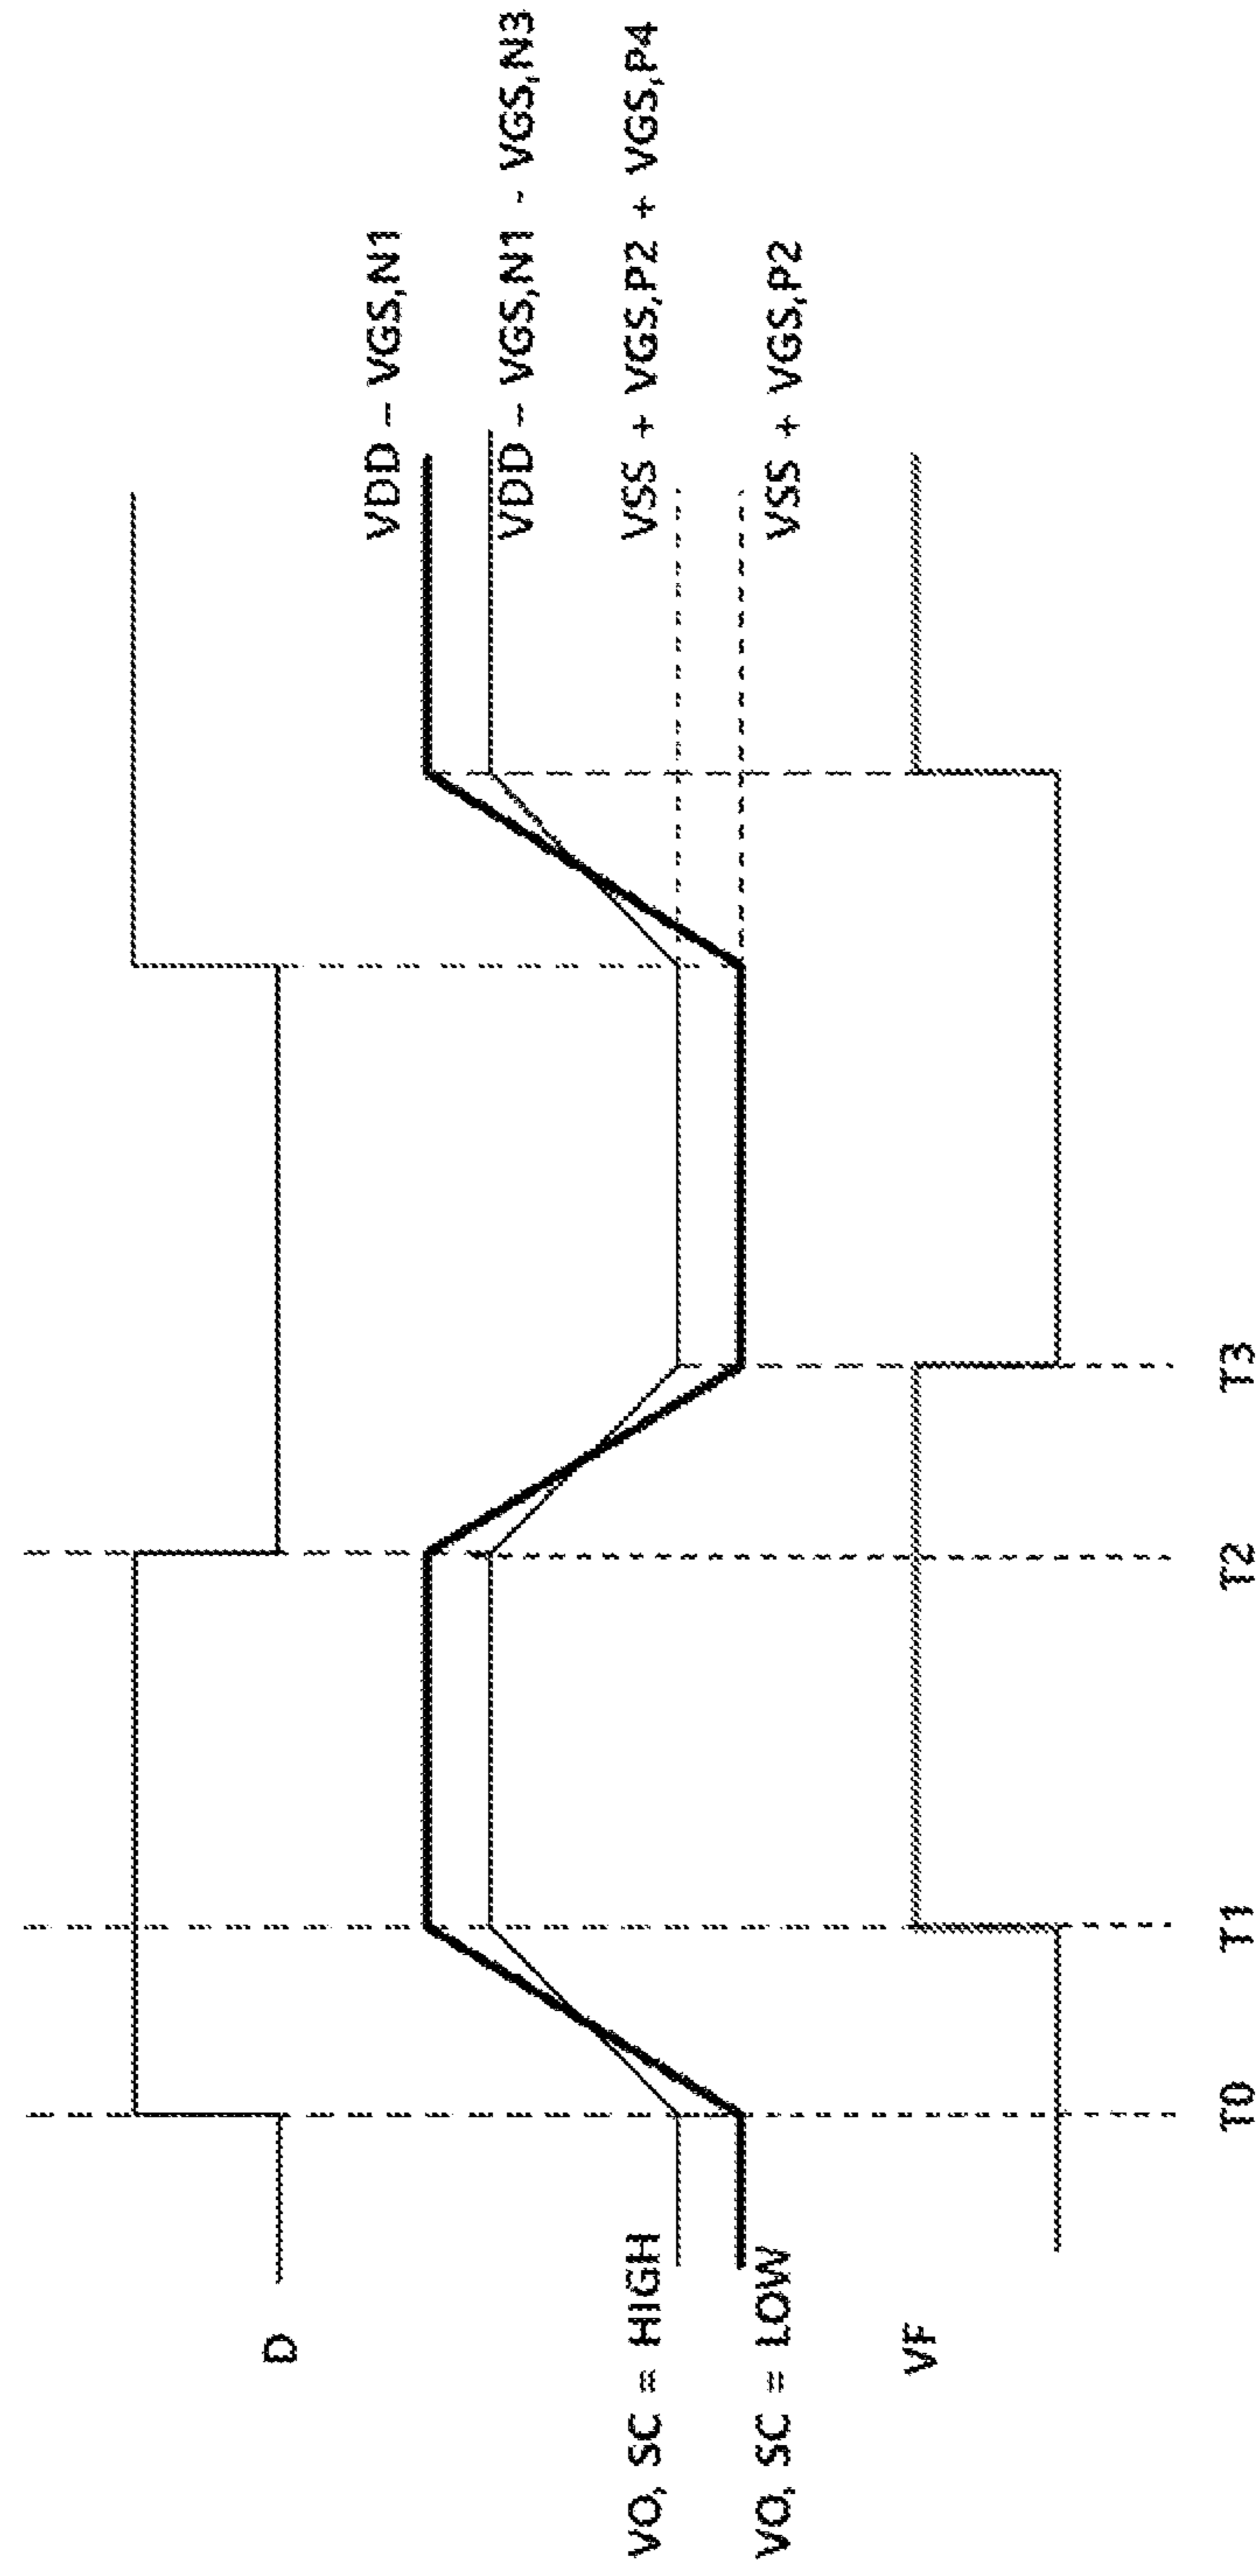 D
VDD – VGS,N1
VDD – VGS,N1 - VGS,N3
VO, SC = HIGH
VSS + VGS,P2 + VGS,P4
VO, SC = LOW
VSS + VGS,P2
VF
T0
T1
T2
T3